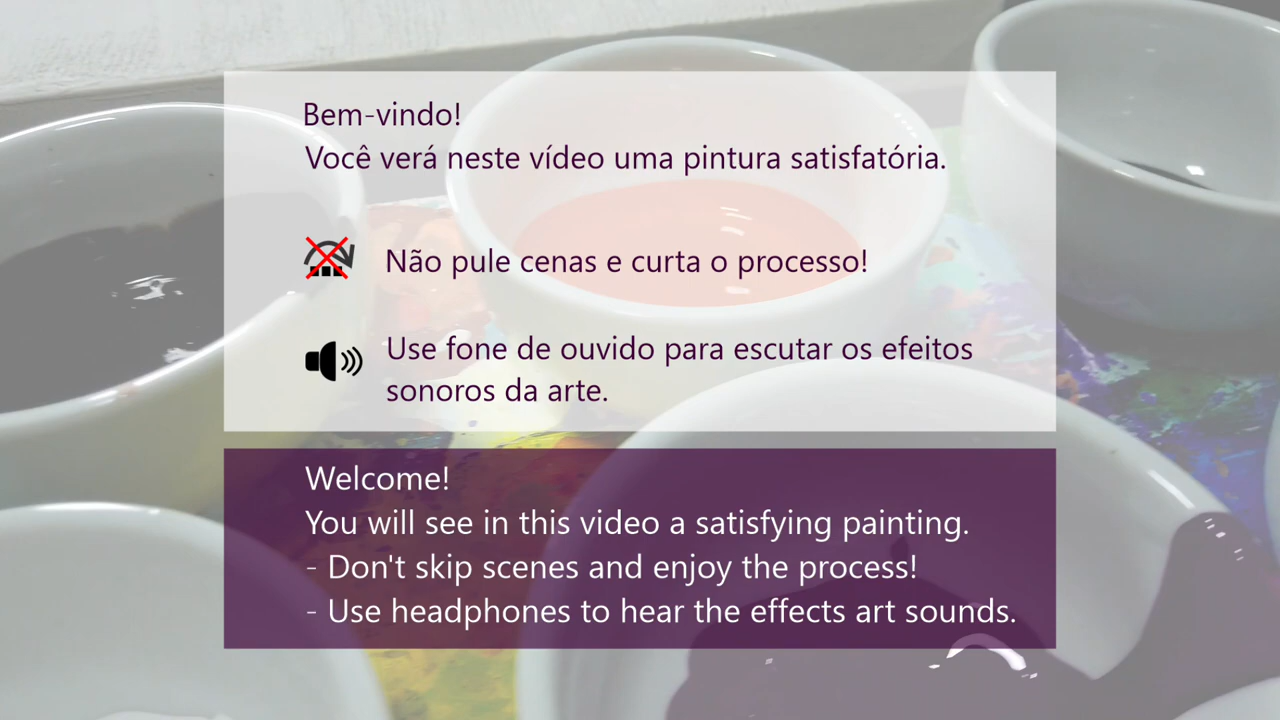 Bem-vindo!
Você verá neste vídeo uma pintura satisfatória.
Não pule cenas e curta o processo!
Use fone de ouvido para escutar os efeitos
sonoros da arte.
Welcome!
You will see in this video a satisfying painting.
- Don't skip scenes and enjoy the process!
- Use headphones to hear the effects art sounds.